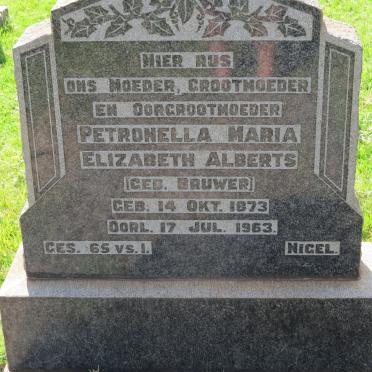 HIER RUS
ONS MOEDER, GROOTMOEDER
EN OORGROOTMOEDER
PETRONELLA MARIA
ELIZABETH ALBERTS
(GEB. BRUWER)
GEB. 14 OKT. 1873
OORL. 17 JUL. 1963.
GES. 65 VS. 1. NIGEL.